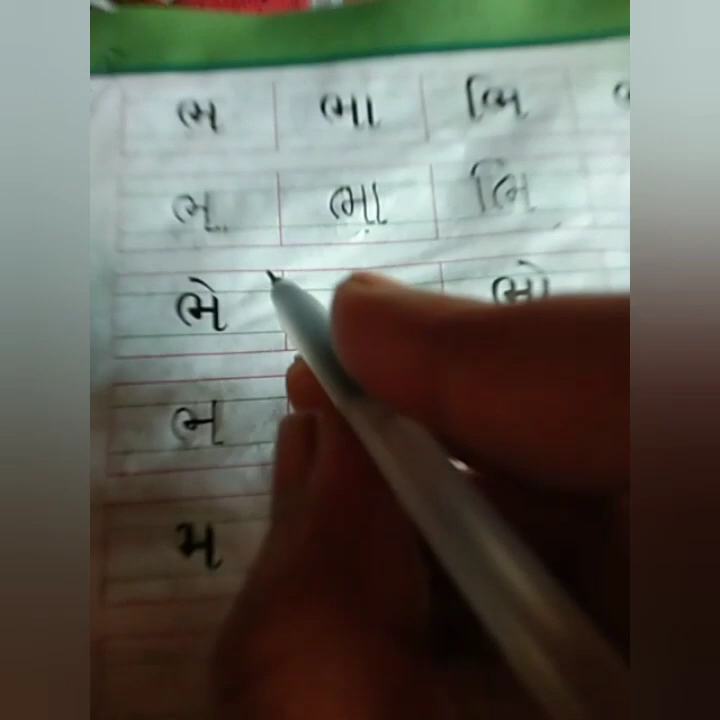 ભ ભા ભિ
ભ ભા ભિ
ભે ભો
ભ
મ